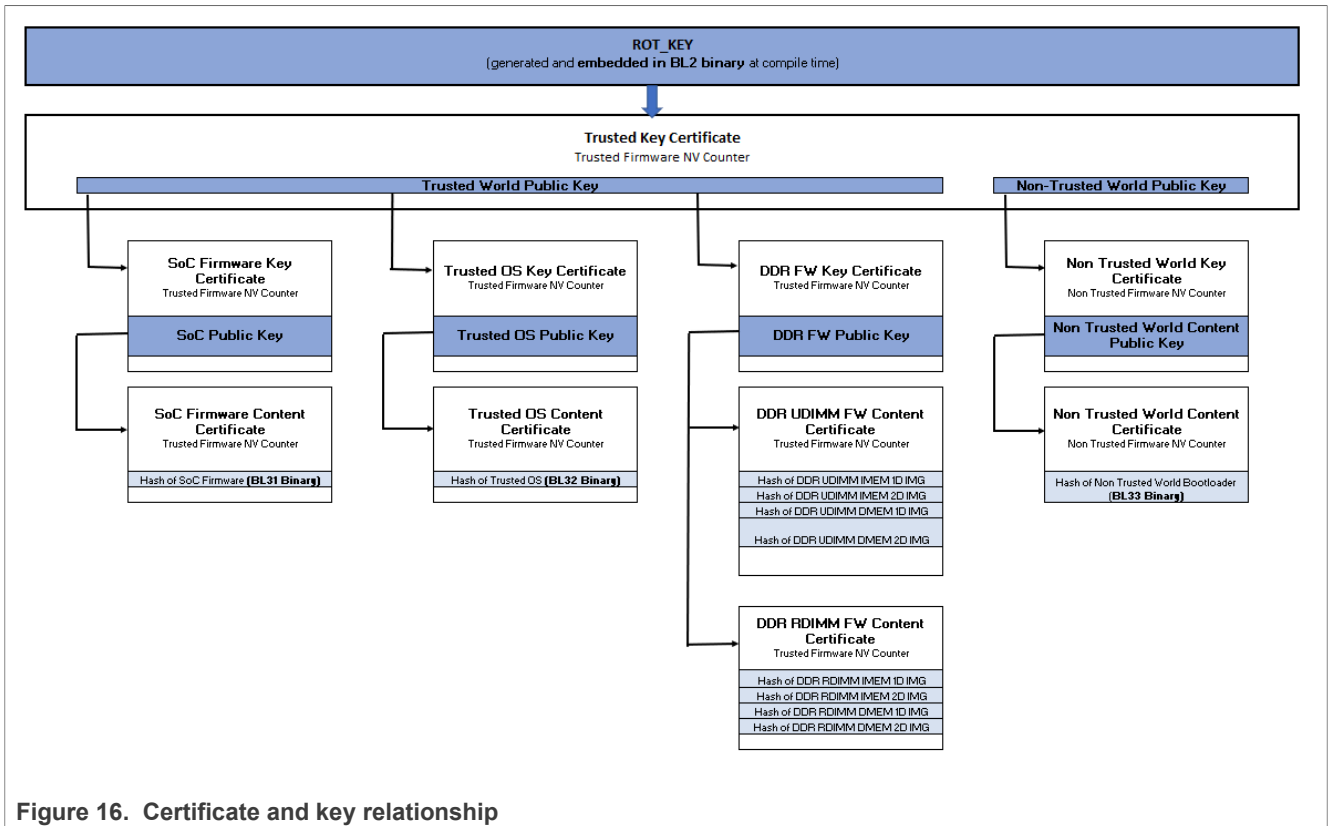 ROT_KEY
(generated and embedded in BL2 binary at compile time)
Trusted Key Certificate
Trusted Firmware NV Counter
Trusted World Public Key
Non-Trusted World Public Key
SoC Firmware Key
Certificate
Trusted Firmware NV Counter
SoC Public Key
SoC Firmware Content
Certificate
Trusted Firmware NV Counter
Hash of SoC Firmware (BL31 Binary)
Trusted OS Key Certificate
Trusted Firmware NV Counter
Trusted OS Public Key
Trusted OS Content
Certificate
Trusted Firmware NV Counter
Hash of Trusted OS (BL32 Binary)
DDR FW Key Certificate
Trusted Firmware NV Counter
DDR FW Public Key
DDR UDIMM FW Content
Certificate
Trusted Firmware NV Counter
Hash of DDR UDIMM IMEM 1D IMG
Hash of DDR UDIMM IMEM 2D IMG
Hash of DDR UDIMM DMEM 1D IMG
Hash of DDR UDIMM DMEM 2D IMG
DDR RDIMM FW Content
Certificate
Trusted Firmware NV Counter
Hash of DDR RDIMM IMEM 1D IMG
Hash of DDR RDIMM IMEM 2D IMG
Hash of DDR RDIMM DMEM 1D IMG
Hash of DDR RDIMM DMEM 2D IMG
Non Trusted World Key
Certificate
Non Trusted Firmware NV Counter
Non Trusted World Content
Public Key
Non Trusted World Content
Certificate
Non Trusted Firmware NV Counter
Hash of Non Trusted World Bootloader
(BL33 Binary)
Figure 16. Certificate and key relationship